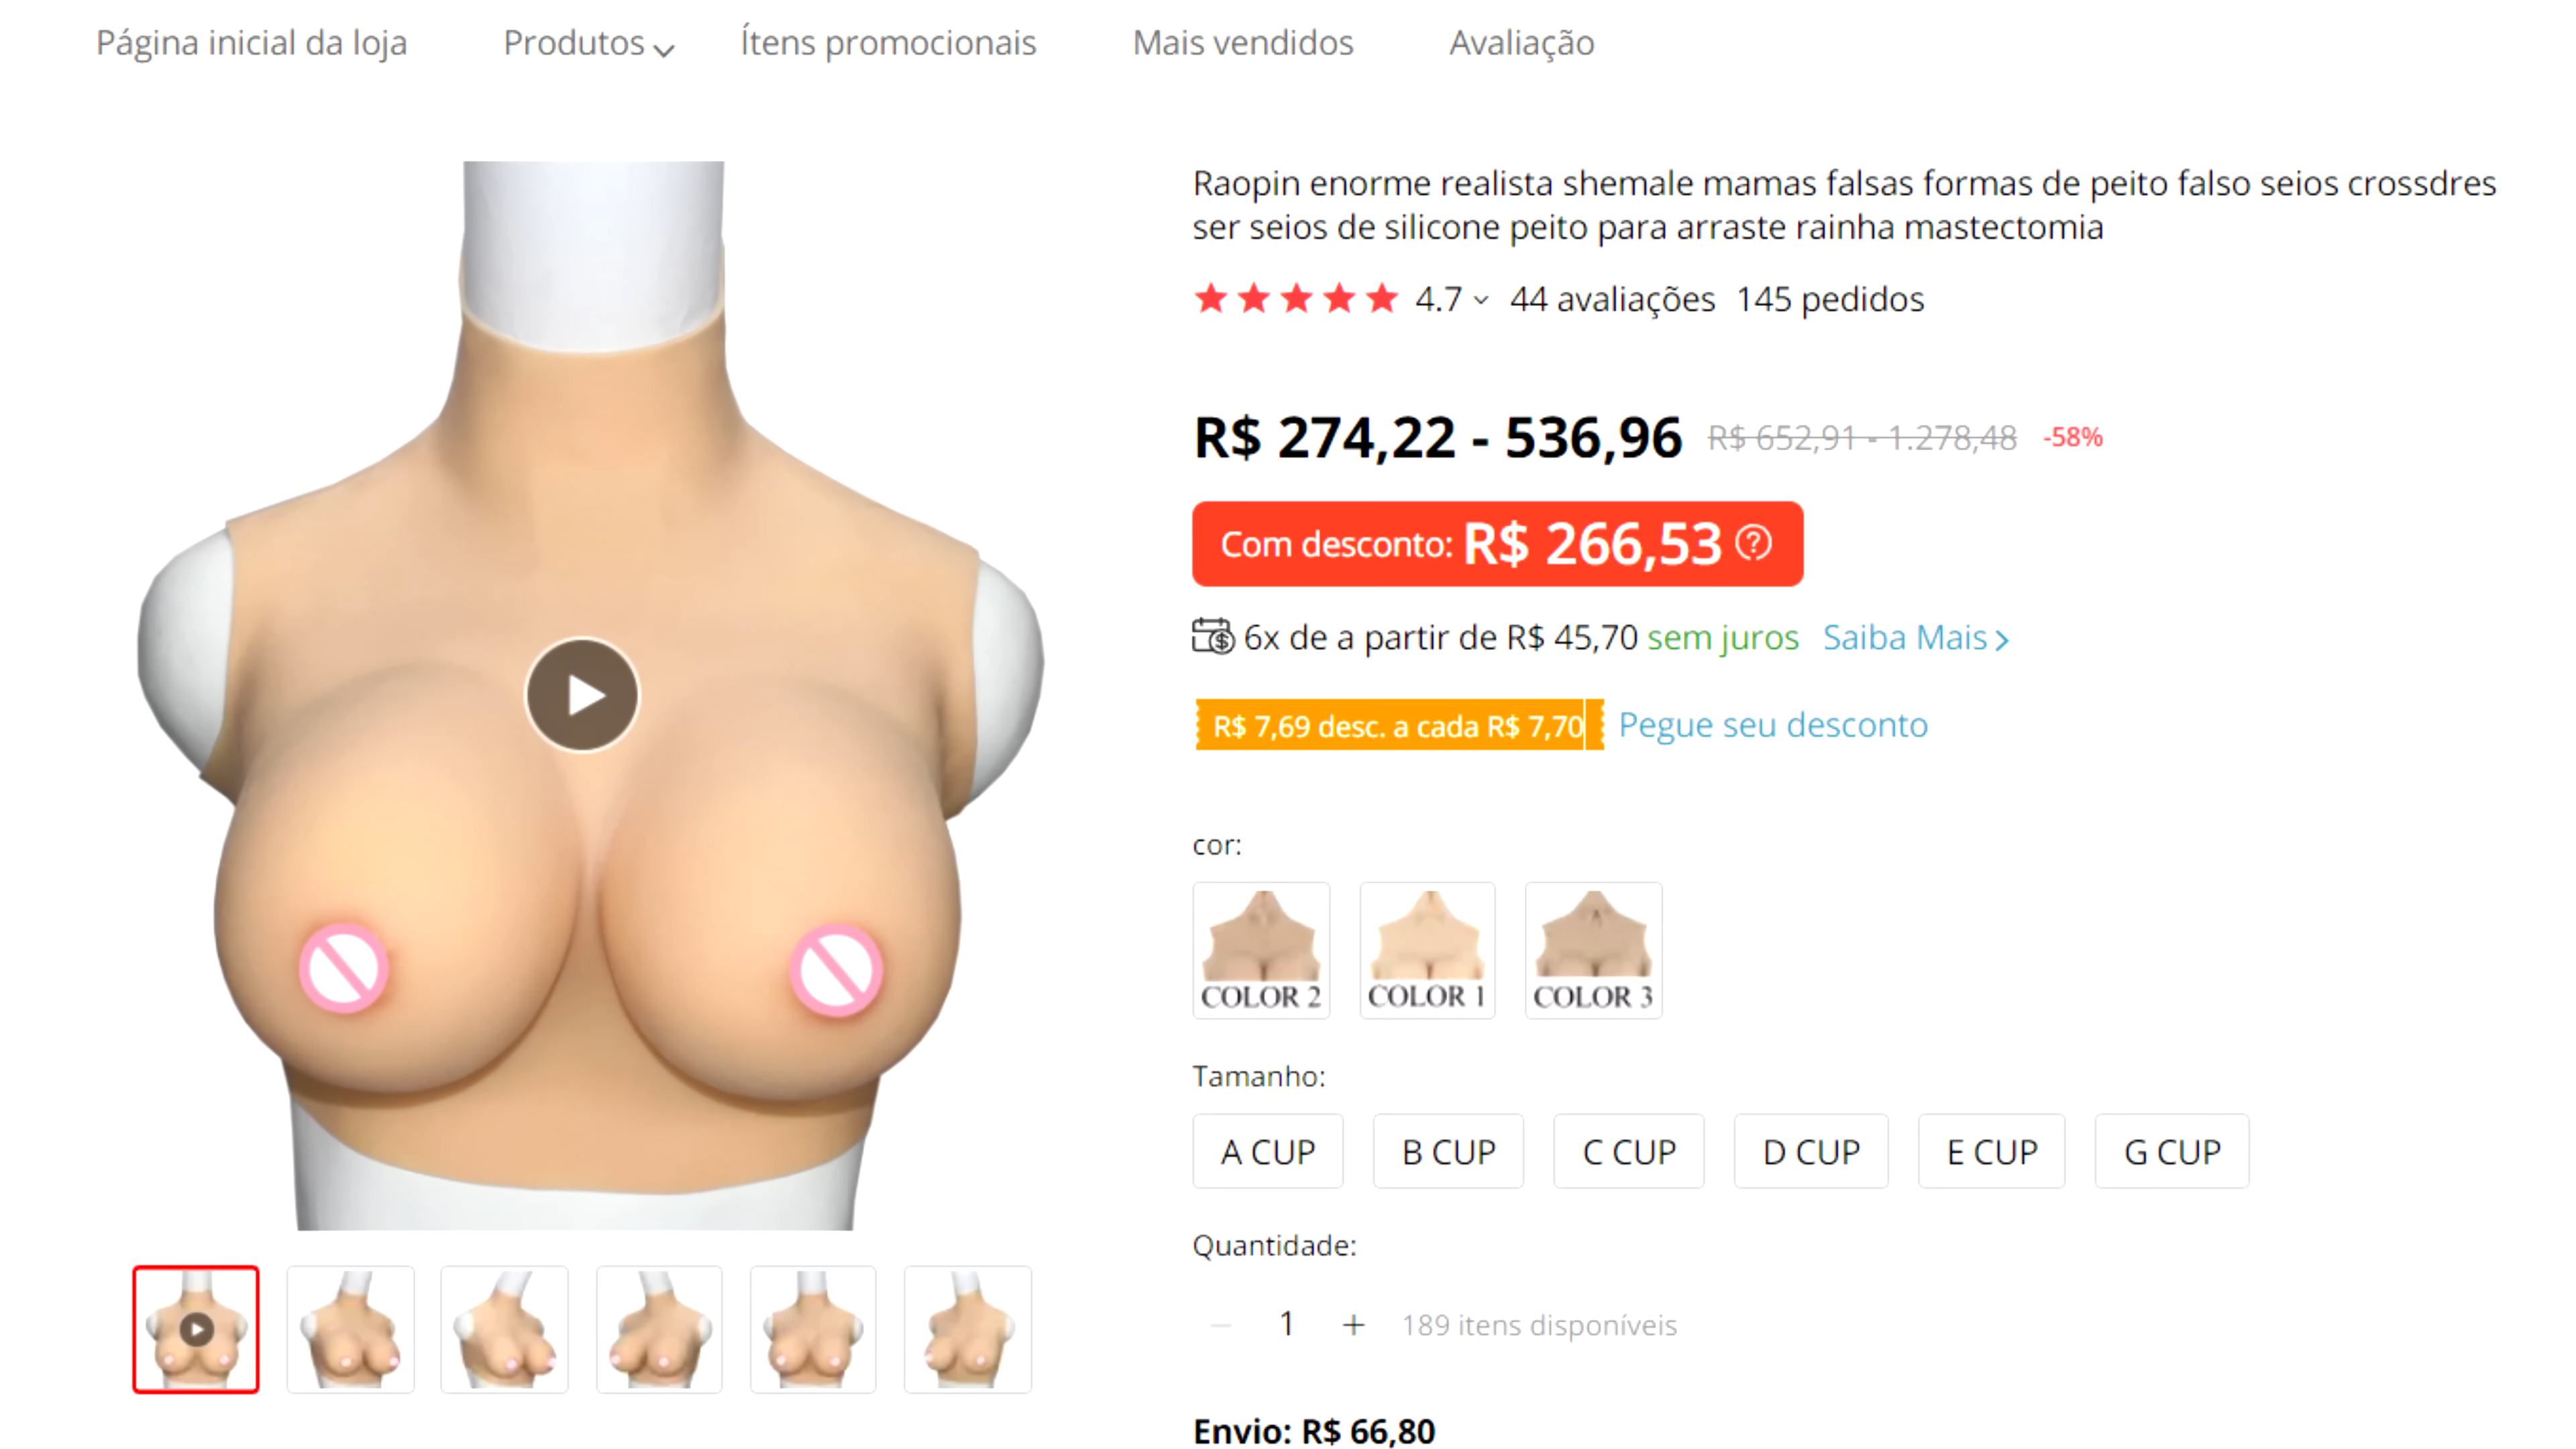 Página inicial da loja
Produtos
Ítens promocionais
Mais vendidos
Avaliação
Raopin enorme realista shemale mamas falsas formas de peito falso seios crossdres
ser seios de silicone peito para arraste rainha mastectomia
4.7
44 avaliações
145 pedidos
R$ 274,22 - 536,96
R$ 652,91 - 1.278,48
-58%
Com desconto: R$ 266,53
6x de a partir de R$ 45,70 sem juros
Saiba Mais
R$ 7,69 desc. a cada R$ 7,70
Pegue seu desconto
cor:
COLOR 2
COLOR 1
COLOR 3
Tamanho:
A CUP
B CUP
C CUP
D CUP
E CUP
G CUP
Quantidade:
1
189 itens disponíveis
Envio: R$ 66,80